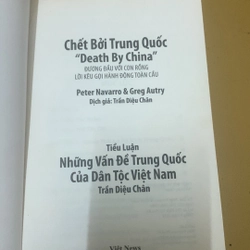 Chết Bởi Trung Quốc
"Death By China"
ĐƯƠNG ĐẦU VỚI CON RỒNG
LỜI KÊU GỌI HÀNH ĐỘNG TOÀN CẦU
Peter Navarro & Greg Autry
Dịch giả: Trần Diệu Chân
Tiểu Luận
Những Vấn Đề Trung Quốc
Của Dân Tộc Việt Nam
Trần Diệu Chân
Việt News